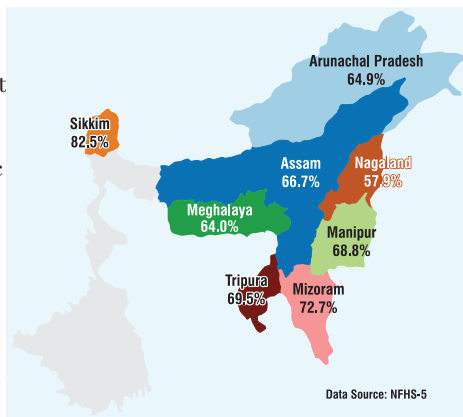 Arunachal Pradesh
64.9%
Sikkim
82.5%
Assam
66.7%
Nagaland
57.9%
Meghalaya
64.0%
Manipur
68.8%
Tripura
69.5%
Mizoram
72.7%
Data Source: NFHS-5